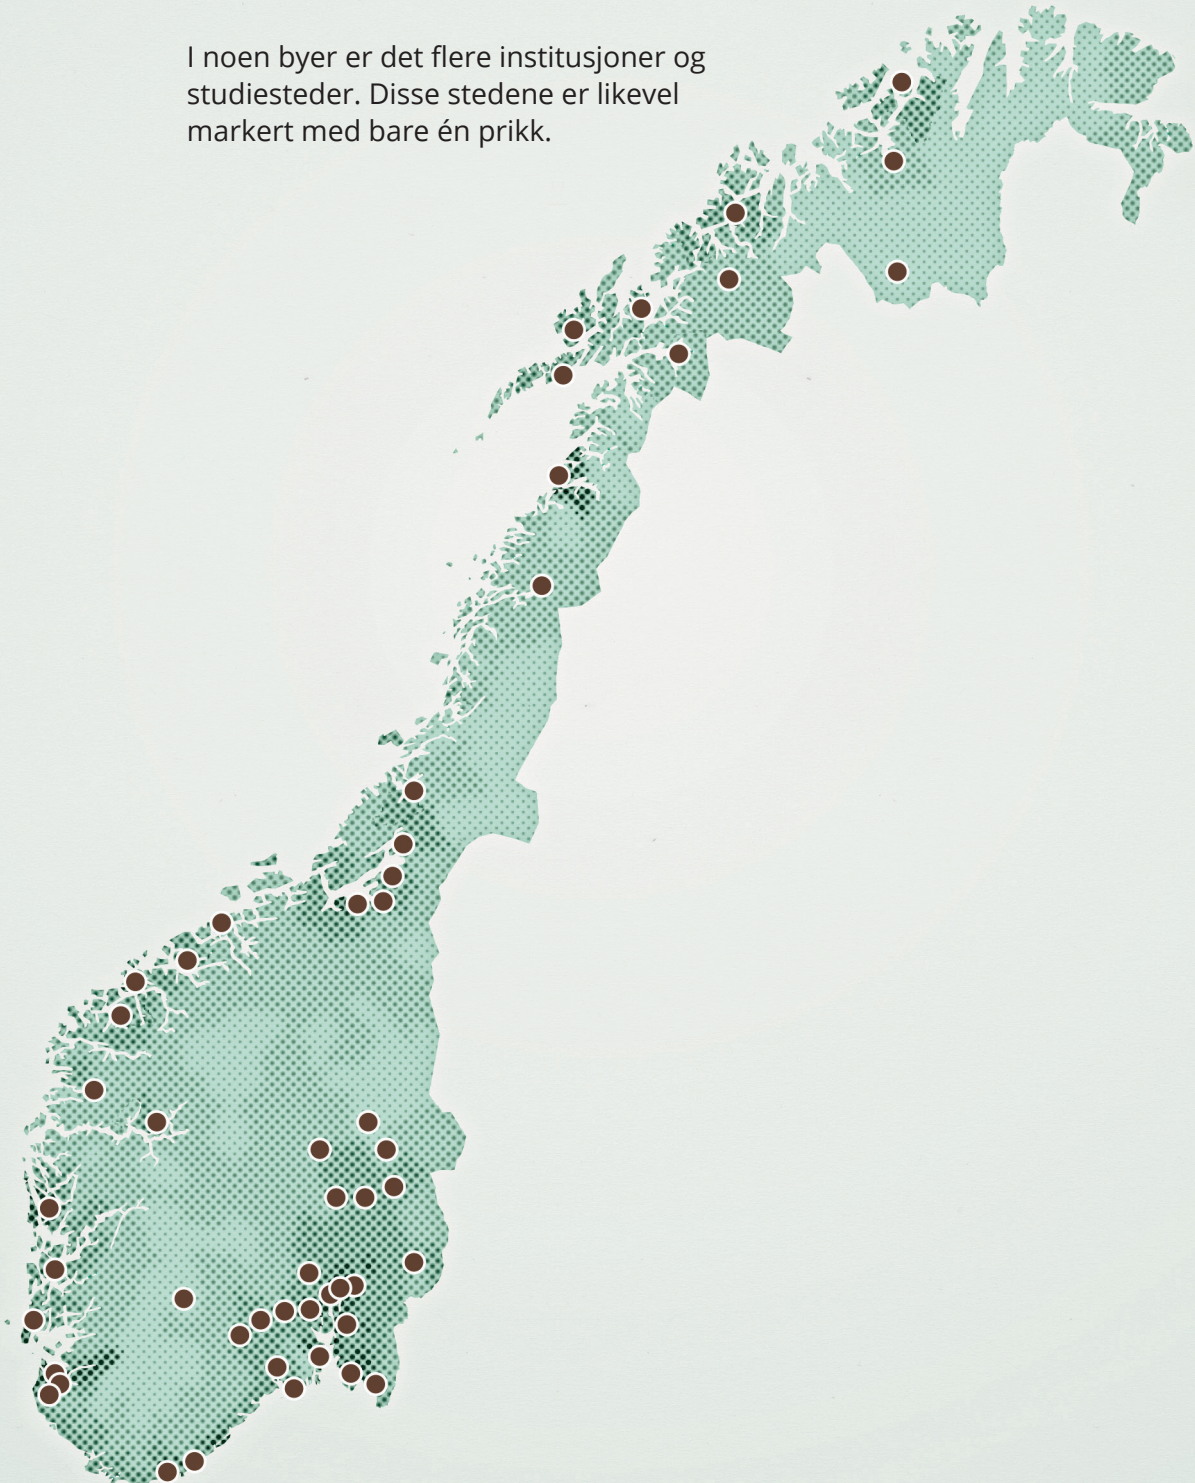 I noen byer er det flere institusjoner og
studiesteder. Disse stedene er likevel
markert med bare én prikk.